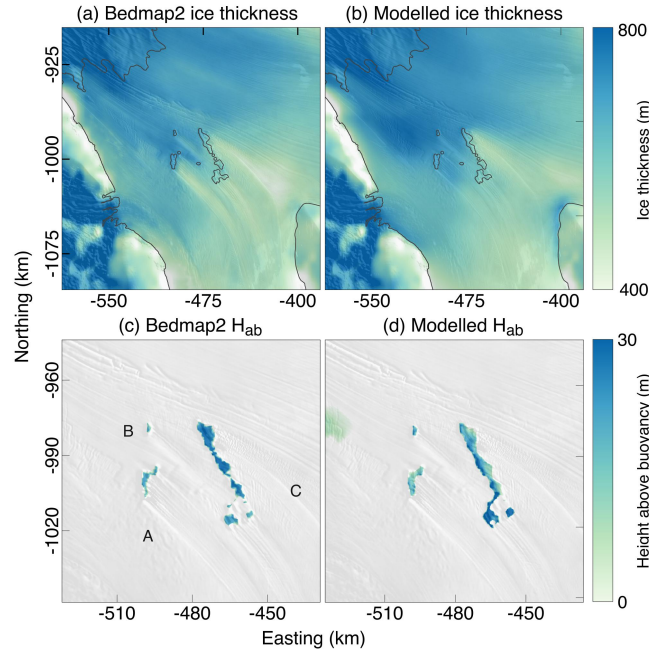 (a) Bedmap2 ice thickness
(b) Modelled ice thickness
-925
-1000
-1075
-550
-475
-400
-550
-475
-400
800
Ice thickness (m)
400
Northing (km)
(c) Bedmap2 Hab
(d) Modelled Hab
-960
-990
-1020
B
C
A
-510
-480
-450
-510
-480
-450
30
Height above buoyancy (m)
0
Easting (km)